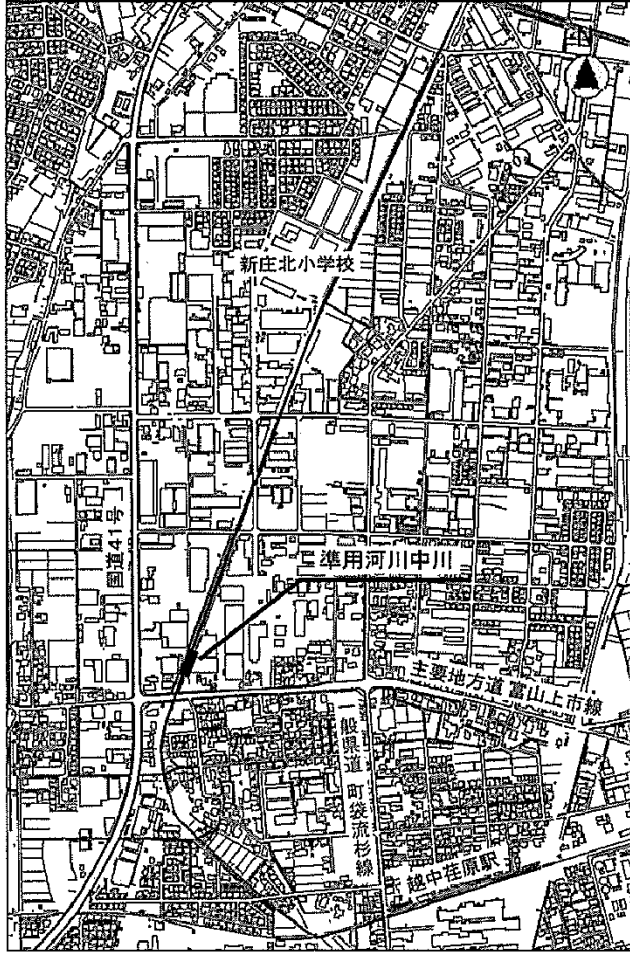 新庄北小学校
国道41号
準用河川中川
主要地方道 富山上市線
一般県道 町袋流杉線
越中荏原駅